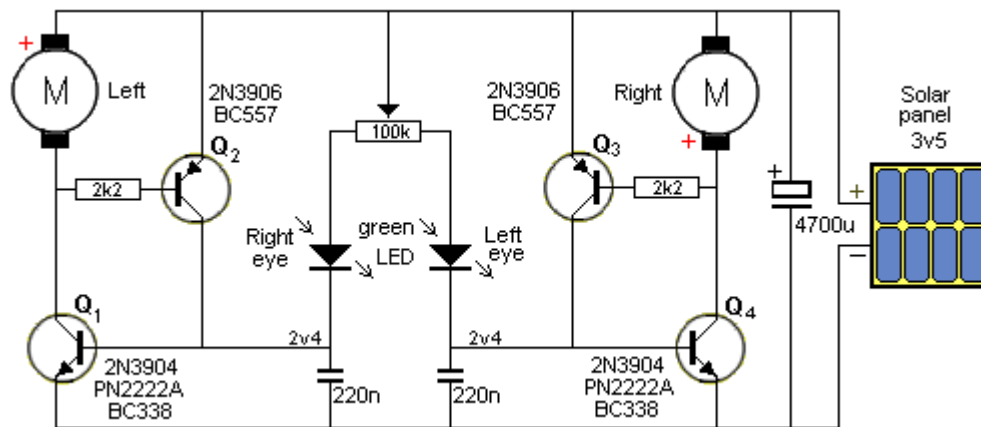 +
M
Left
2N3906
BC557
Q2
2k2
100k
2N3906
BC557
Q3
2k2
Right
M
+
Solar
panel
3v5
+
4700u
+
–
Right
eye
green
LED
Left
eye
Q1
2v4
2v4
Q4
2N3904
PN2222A
BC338
220n
220n
2N3904
PN2222A
BC338